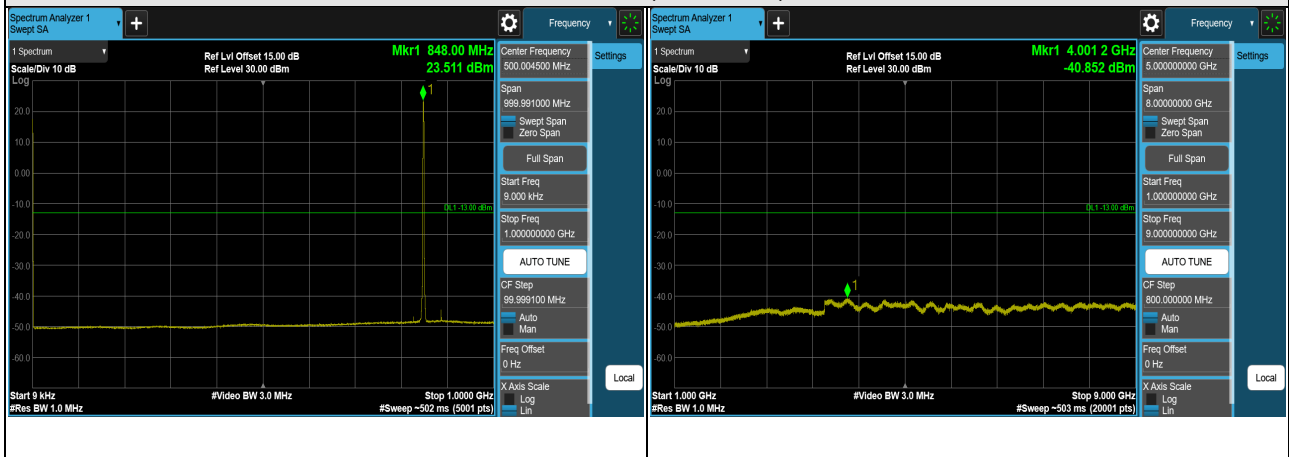 Spectrum Analyzer 1
Swept SA
+
Frequency
1 Spectrum
Ref Lvl Offset 15.00 dB
Mkr1 848.00 MHz
Scale/Div 10 dB
Ref Level 30.00 dBm
23.511 dBm
Log
1
20.0
10.0
0.00
-10.0
DL1 -13.00 dBm
-20.0
-30.0
-40.0
-50.0
-60.0
Start 9 kHz
#Video BW 3.0 MHz
Stop 1.0000 GHz
#Res BW 1.0 MHz
#Sweep ~502 ms (5001 pts)
Center Frequency
500.004500 MHz
Settings
Span
999.991000 MHz
Swept Span
Zero Span
Full Span
Start Freq
9.000 kHz
Stop Freq
1.000000000 GHz
AUTO TUNE
CF Step
99.999100 MHz
Auto
Man
Freq Offset
0 Hz
Local
X Axis Scale
Log
Lin
Spectrum Analyzer 1
Swept SA
+
Frequency
1 Spectrum
Ref Lvl Offset 15.00 dB
Mkr1 4.001 2 GHz
Scale/Div 10 dB
Ref Level 30.00 dBm
-40.852 dBm
Log
20.0
10.0
0.00
-10.0
DL1 -13.00 dBm
-20.0
-30.0
1
-40.0
-50.0
-60.0
Start 1.000 GHz
#Video BW 3.0 MHz
Stop 9.000 GHz
#Res BW 1.0 MHz
#Sweep ~503 ms (20001 pts)
Center Frequency
5.000000000 GHz
Settings
Span
8.00000000 GHz
Swept Span
Zero Span
Full Span
Start Freq
1.000000000 GHz
Stop Freq
9.000000000 GHz
AUTO TUNE
CF Step
800.000000 MHz
Auto
Man
Freq Offset
0 Hz
Local
X Axis Scale
Log
Lin